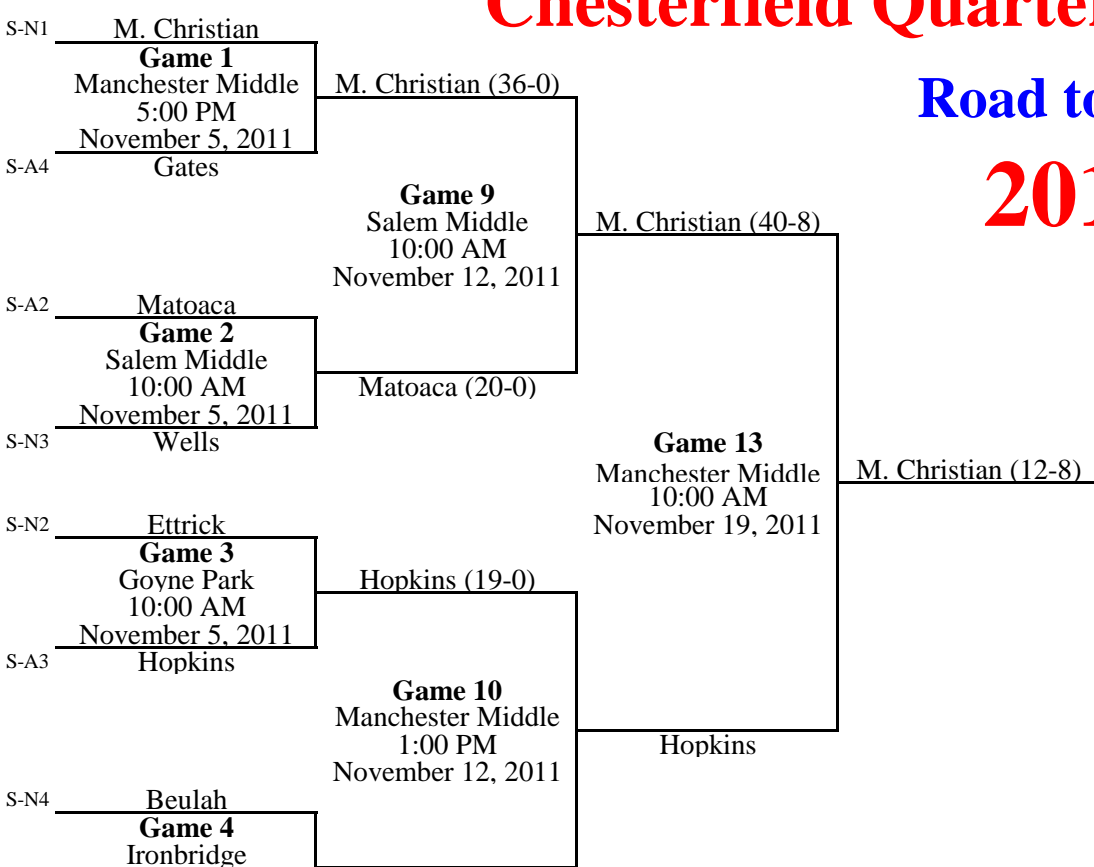 Chesterfield
Road to
S-N1
M. Christian
Game 1
Manchester Middle
5:00 PM
November 5, 2011
S-A4
Gates
M. Christian (36-0)
Game 9
Salem Middle
10:00 AM
November 12, 2011
S-A2
Matoaca
Game 2
Salem Middle
10:00 AM
November 5, 2011
S-N3
Wells
Matoaca (20-0)
M. Christian (40-8)
Game 13
Manchester Middle
10:00 AM
November 19, 2011
M. Christian (12-8)
S-N2
Ettrick
Game 3
Goyne Park
10:00 AM
November 5, 2011
S-A3
Hopkins
Hopkins (19-0)
Game 10
Manchester Middle
1:00 PM
November 12, 2011
Hopkins
S-N4
Beulah
Game 4
Ironbridge